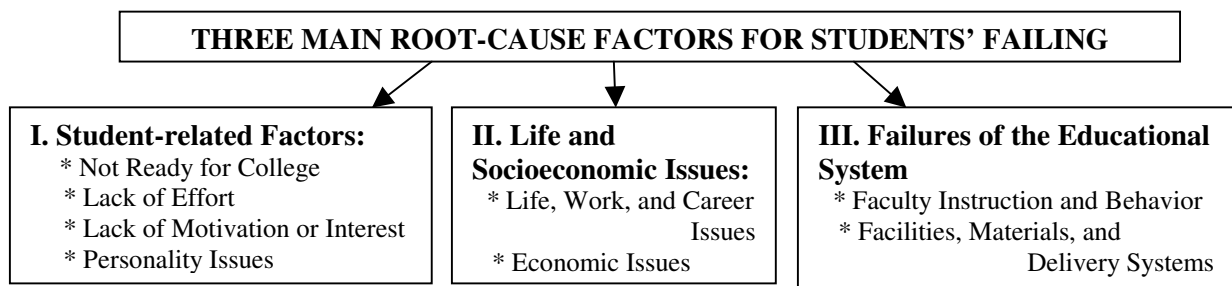 THREE MAIN ROOT-CAUSE FACTORS FOR STUDENTS’ FAILING
I. Student-related Factors:
* Not Ready for College
* Lack of Effort
* Lack of Motivation or Interest
* Personality Issues
II. Life and
Socioeconomic Issues:
* Life, Work, and Career
Issues
* Economic Issues
III. Failures of the Educational
System
* Faculty Instruction and Behavior
* Facilities, Materials, and
Delivery Systems